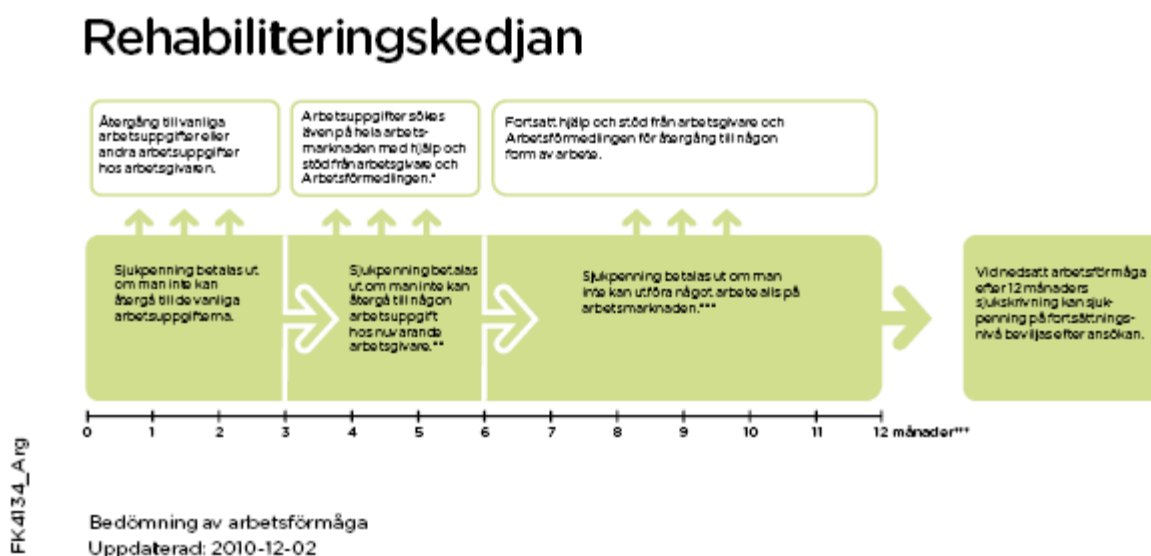 Rehabiliteringskedjan
Återgång till vanliga
arbetsuppgifter eller
andra arbetsuppgifter
hos arbetsgivaren.
Arbetsuppgifter sökes
även på hela arbets-
marknaden med hjälp och
stöd från arbetsgivare och
Arbetsförmedlingen.*
Fortsatt hjälp och stöd från arbetsgivare och
Arbetsförmedlingen för återgång till någon
form av arbete.
Sjukpenning betalas ut
om man inte kan
återgå till de vanliga
arbetsuppgifterna.
Sjukpenning betalas
ut om man inte kan
återgå till någon
arbetsuppgift
hos nuvarande
arbetsgivare.**
Sjukpenning betalas ut om man
inte kan utföra något arbete alls på
arbetsmarknaden.***
Vid nedsatt arbetsförmåga
efter 12 månaders
sjukskrivning kan sjuk-
penning på fortsättnings-
nivå beviljas efter ansökan.
0 1 2 3 4 5 6 7 8 9 10 11 12 månader***
FK4134_Arg
Bedömning av arbetsförmåga
Uppdaterad: 2010-12-02